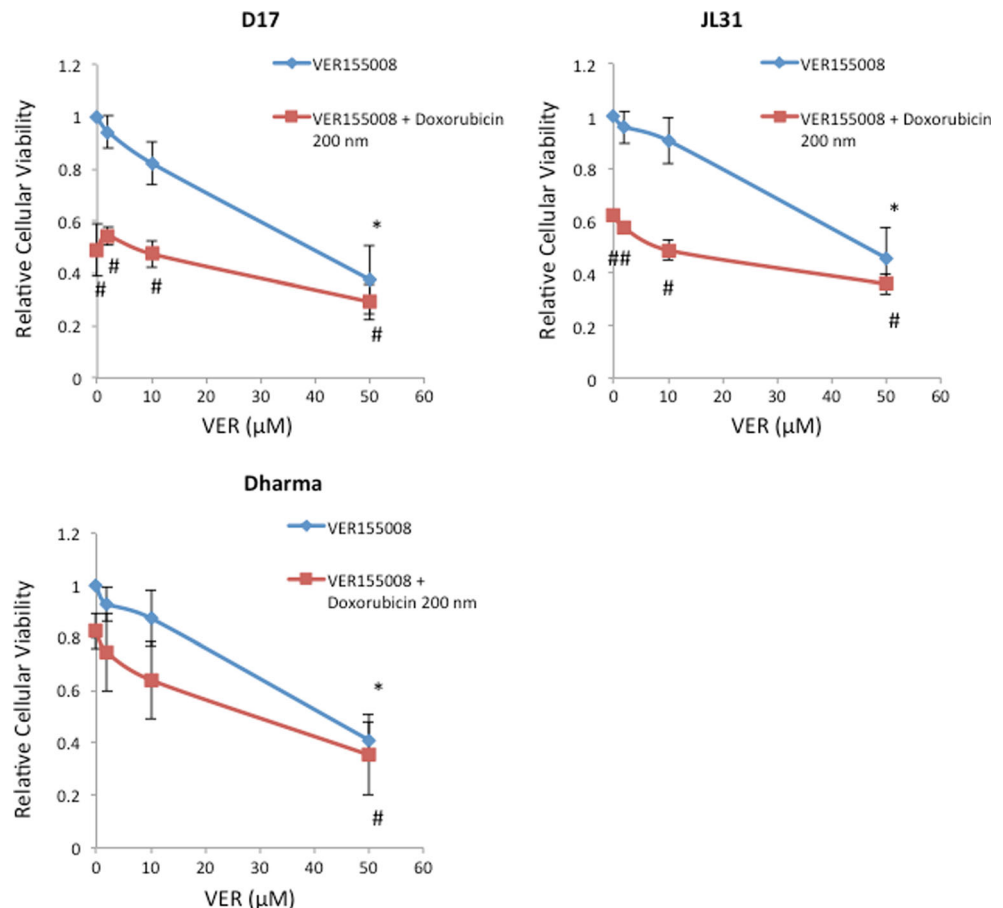 D17
VER155008
VER155008 + Doxorubicin
200 nm
Relative Cellular Viability
1.2
1
0.8
0.6
0.4
0.2
0
*
#
#
#
#
0 10 20 30 40 50 60
VER (µM)
JL31
VER155008
VER155008 + Doxorubicin
200 nm
Relative Cellular Viability
1.2
1
0.8
0.6
0.4
0.2
0
*
##
#
#
0 10 20 30 40 50 60
VER (µM)
Dharma
VER155008
VER155008 +
Doxorubicin 200 nm
Relative Cellular Viability
1.2
1
0.8
0.6
0.4
0.2
0
*
#
0 10 20 30 40 50 60
VER (µM)